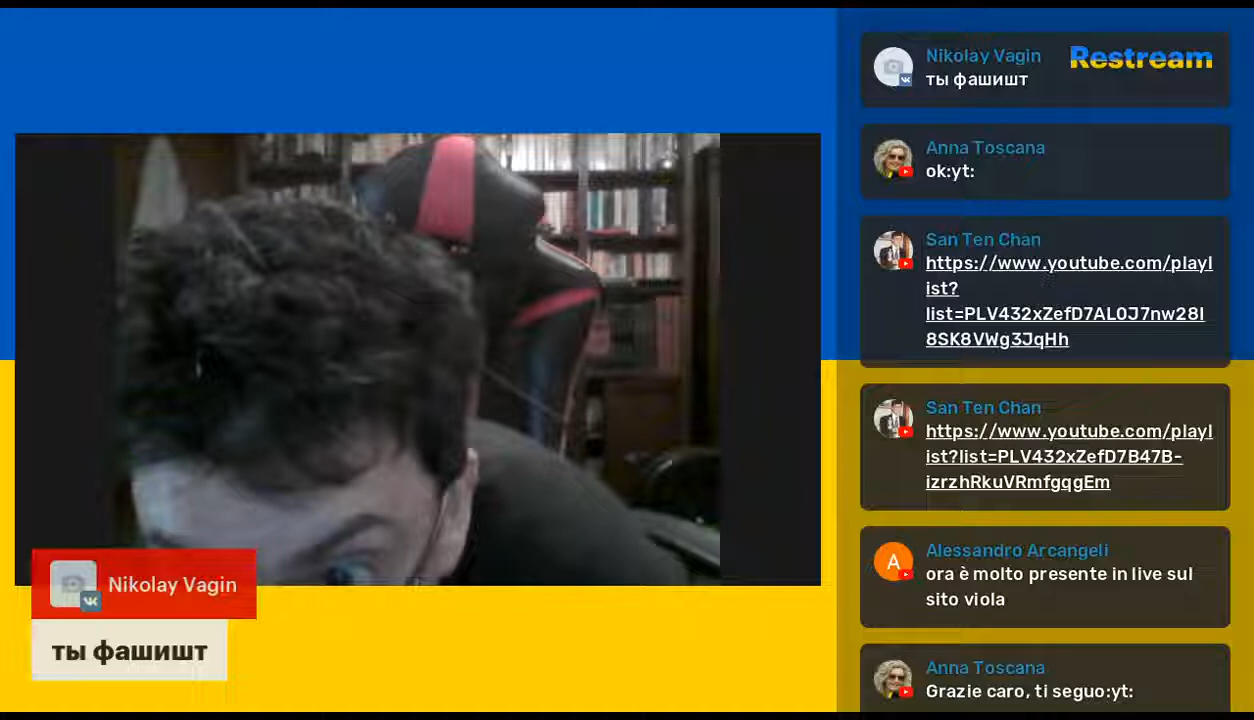 Nikolay Vagin
Restream
ты фашишт
Anna Toscana
ok:yt:
San Ten Chan
https://www.youtube.com/playl
ist?
list=PLV432xZefD7AL0J7nw28I
8SK8VWg3JqHh
San Ten Chan
https://www.youtube.com/playl
ist?list=PLV432xZefD7B47B-
izrzhRkuVRmfgqgEm
Alessandro Arcangeli
A
ora è molto presente in live sul
sito viola
Anna Toscana
Grazie caro, ti seguo:yt:
Nikolay Vagin
ты фашишт